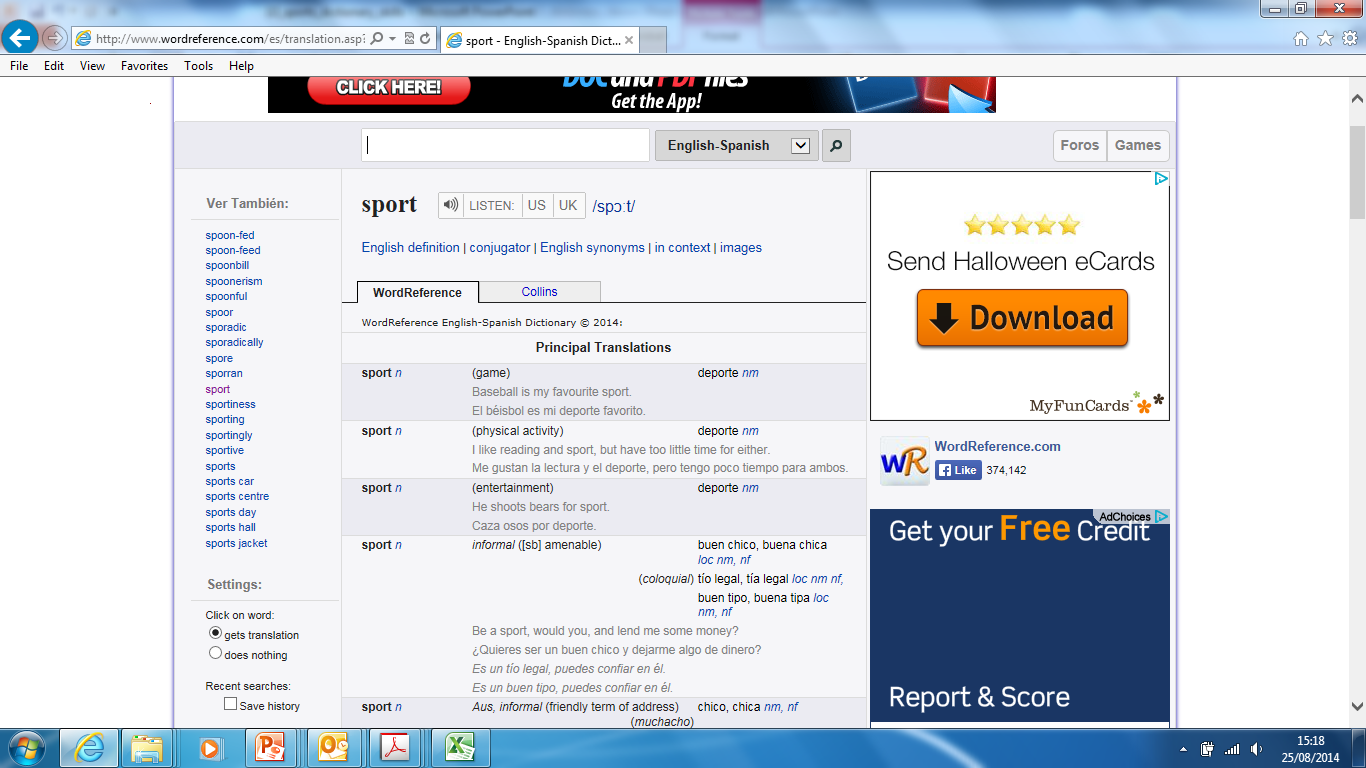 http://www.wordreference.com/es/translation.asp?
sport - English-Spanish Dict...
File Edit View Favorites Tools Help
CLICK HERE!
DOC and PDF files
Get the App!
English-Spanish
Foros Games
Ver También:
spoon-fed
spoon-feed
spoonbill
spoonerism
spoonful
spoor
sporadic
sporadically
spore
sporran
sport
sportiness
sporting
sportingly
sportive
sports
sports car
sports centre
sports day
sports hall
sports jacket
Settings:
Click on word:
gets translation
does nothing
Recent searches:
Save history
sport LISTEN: US UK /spɔːt/
English definition | conjugator | English synonyms | in context | images
WordReference Collins
WordReference English-Spanish Dictionary © 2014:
Principal Translations
sport n (game) deporte nm
Baseball is my favourite sport.
El béisbol es mi deporte favorito.
sport n (physical activity) deporte nm
I like reading and sport, but have too little time for either.
Me gustan la lectura y el deporte, pero tengo poco tiempo para ambos.
sport n (entertainment) deporte nm
He shoots bears for sport.
Caza osos por deporte.
sport n informal ([sb] amenable) buen chico, buena chica
loc nm, nf
(coloquial) tío legal, tía legal loc nm nf,
buen tipo, buena tipa loc
nm, nf
Be a sport, would you, and lend me some money?
¿Quieres ser un buen chico y dejarme algo de dinero?
Es un tío legal, puedes confiar en él.
Es un buen tipo, puedes confiar en él.
sport n Aus, informal (friendly term of address) chico, chica nm, nf
(muchacho)
Send Halloween eCards
Download
MyFunCards
WordReference.com
WR
Like 374,142
AdChoices
Get your Free Credit
Report & Score
15:18
25/08/2014